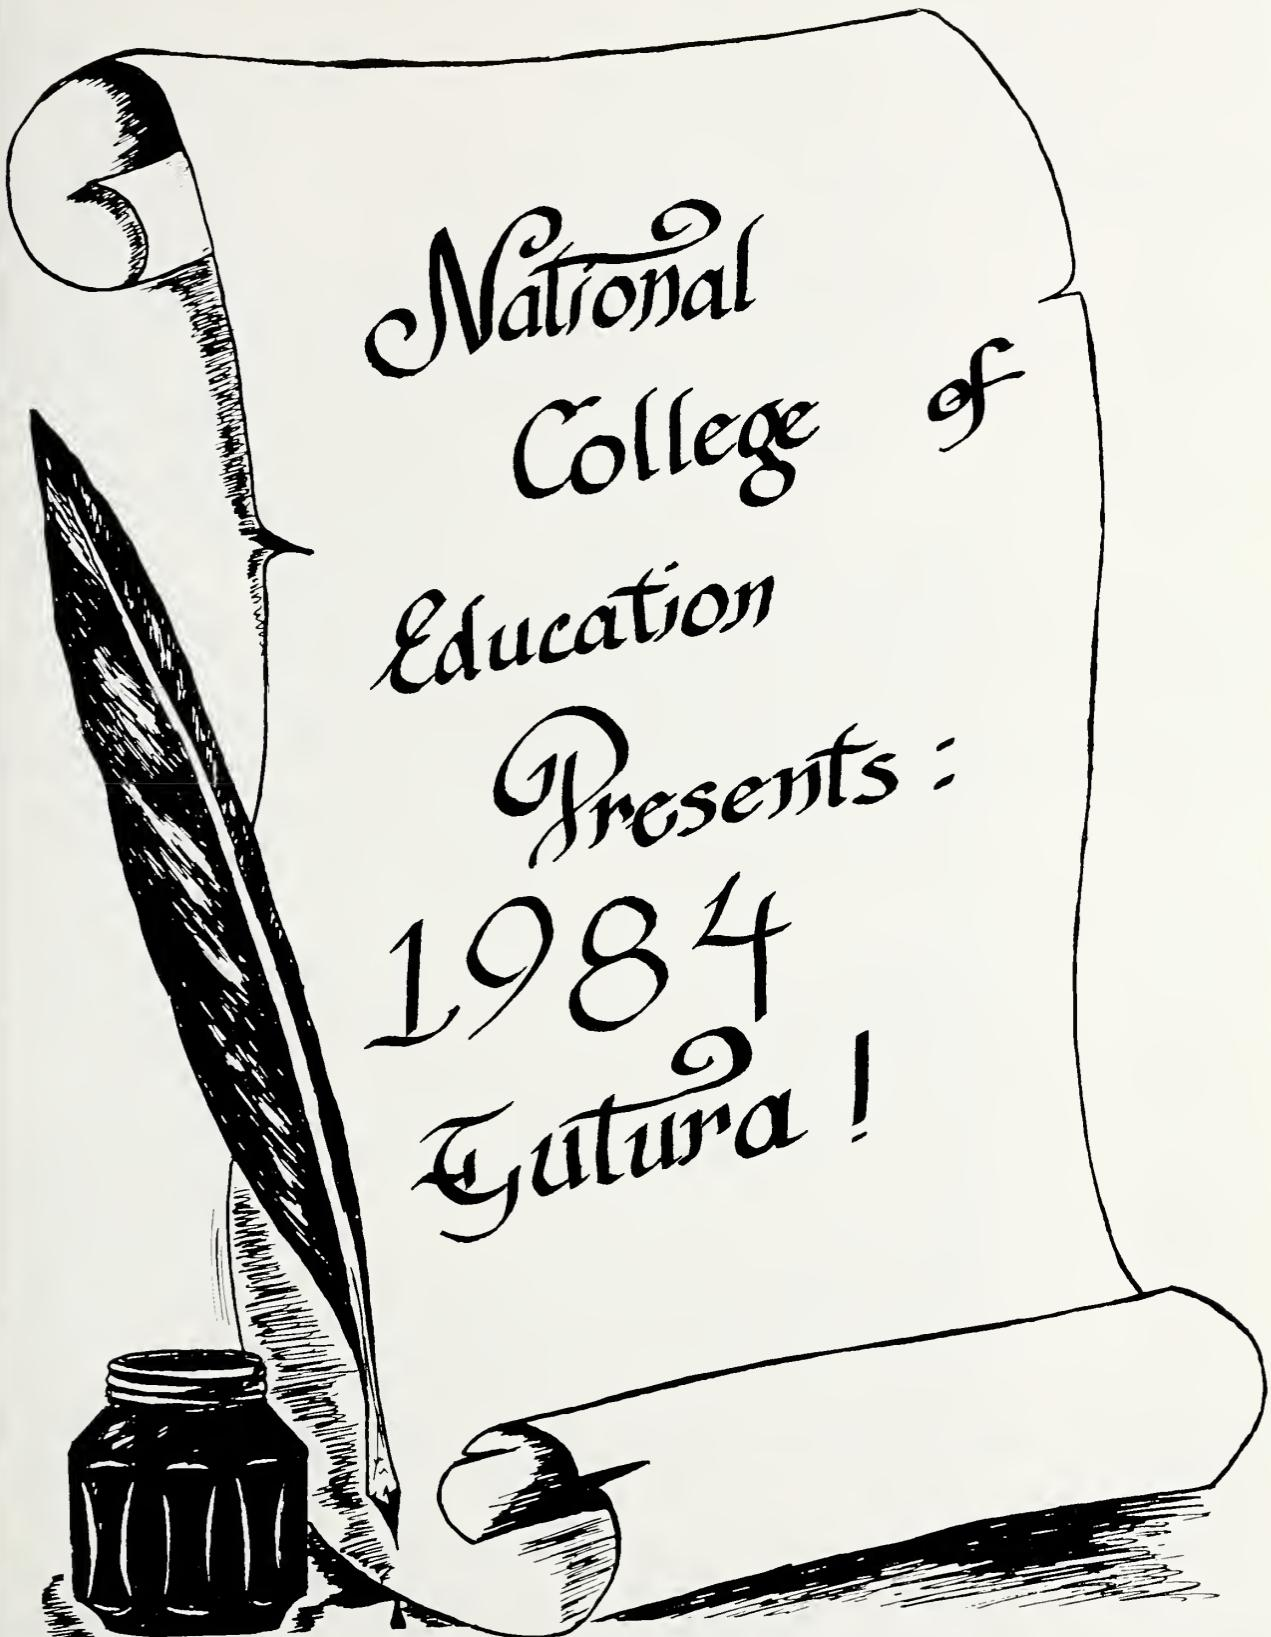 National
College of
Education
Presents :
1984
Futura !